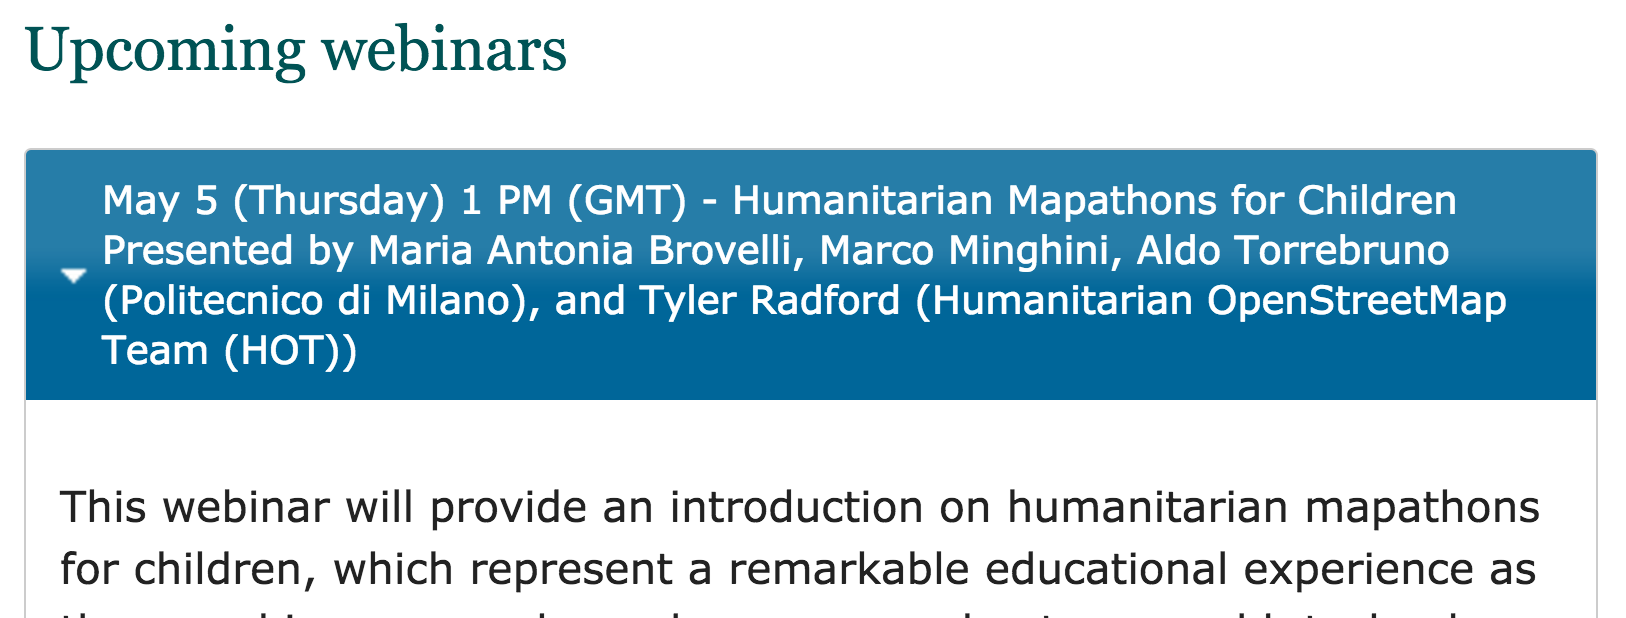 Upcoming webinars
May 5 (Thursday) 1 PM (GMT) - Humanitarian Mapathons for Children
Presented by Maria Antonia Brovelli, Marco Minghini, Aldo Torrebruno
(Politecnico di Milano), and Tyler Radford (Humanitarian OpenStreetMap
Team (HOT))
This webinar will provide an introduction on humanitarian mapathons
for children, which represent a remarkable educational experience as